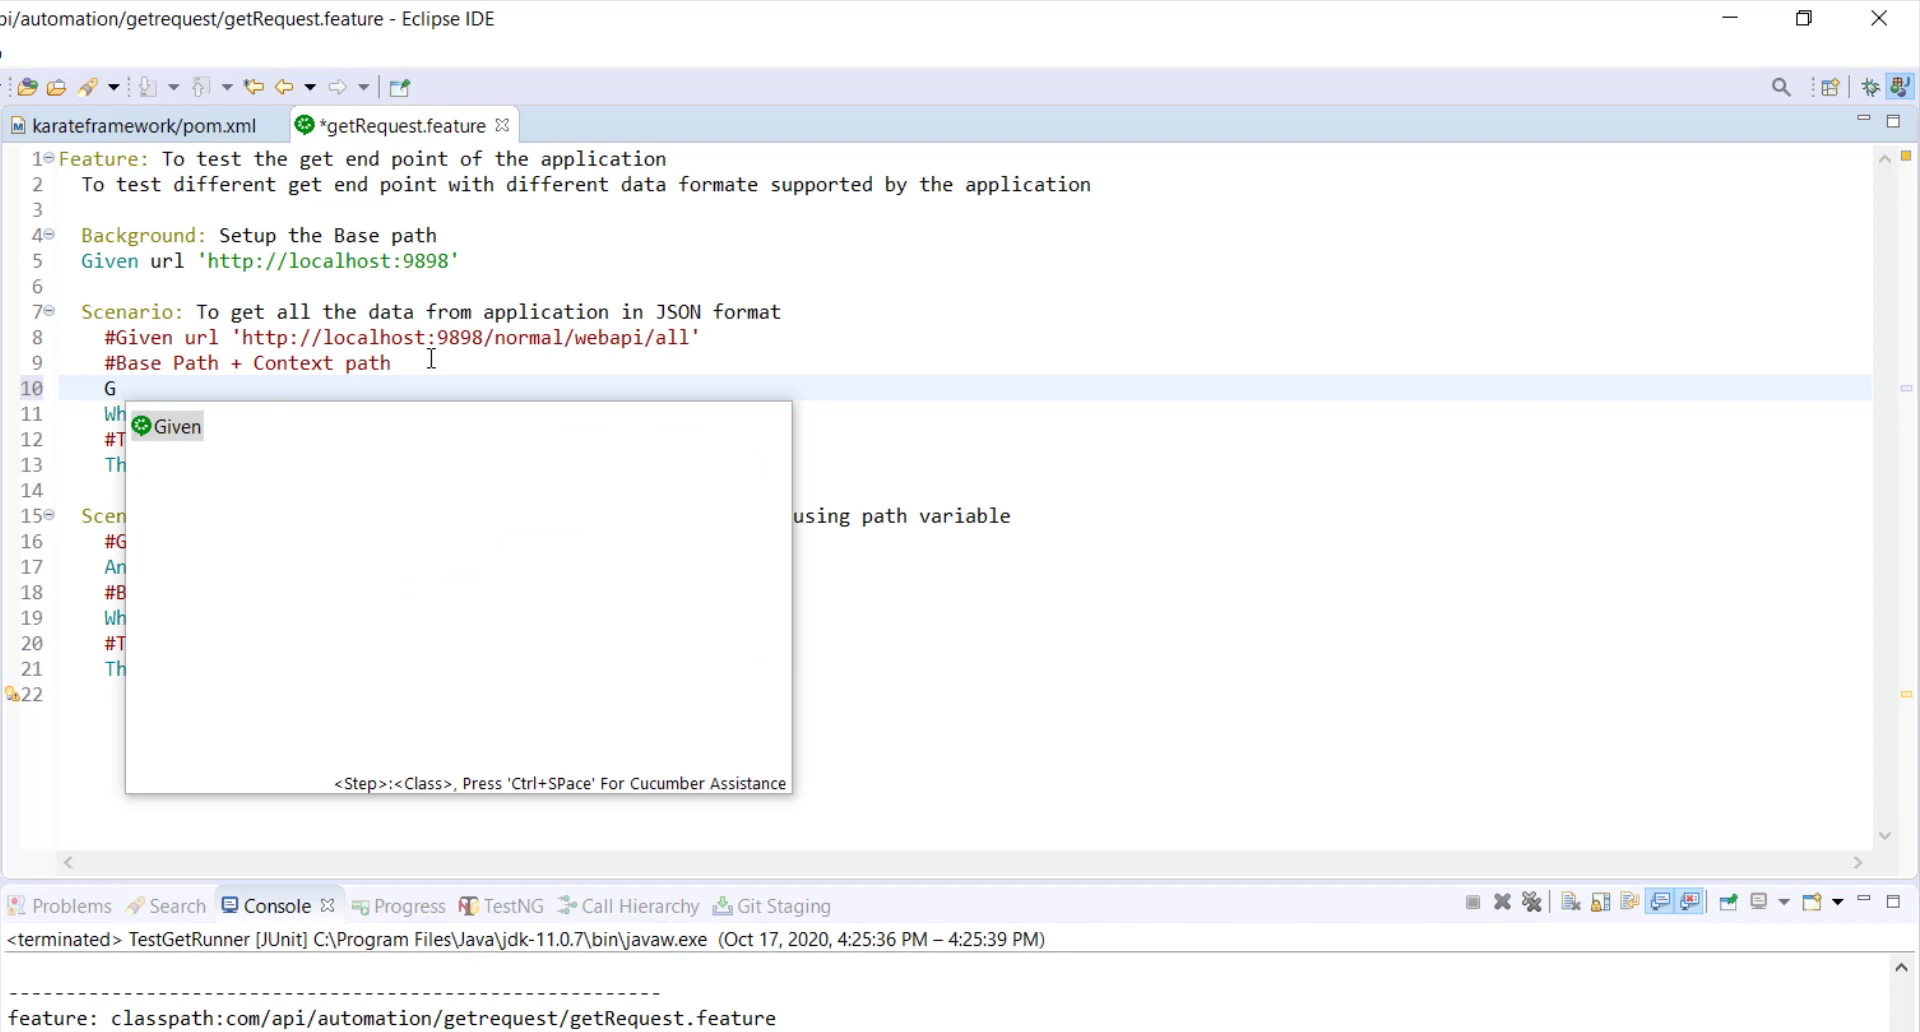 pi/automation/getrequest/getRequest.feature - Eclipse IDE
karateframework/pom.xml
*getRequest.feature
1 Feature: To test the get end point of the application
2 To test different get end point with different data formate supported by the application
3
4 Background: Setup the Base path
5 Given url 'http://localhost:9898'
6
7 Scenario: To get all the data from application in JSON format
8 #Given url 'http://localhost:9898/normal/webapi/all'
9 #Base Path + Context path
10 G
11 Wh
Given
12 #T
13 Th
14
15 Scen using path variable
16 #G
17 An
18 #B
19 Wh
20 #T
21 Th
22
<Step>:<Class>, Press 'Ctrl+SPace' For Cucumber Assistance
Problems Search Console Progress TestNG Call Hierarchy Git Staging
<terminated> TestGetRunner [JUnit] C:\Program Files\Java\jdk-11.0.7\bin\javaw.exe (Oct 17, 2020, 4:25:36 PM – 4:25:39 PM)
---------------------------------------------------------
feature: classpath:com/api/automation/getrequest/getRequest.feature